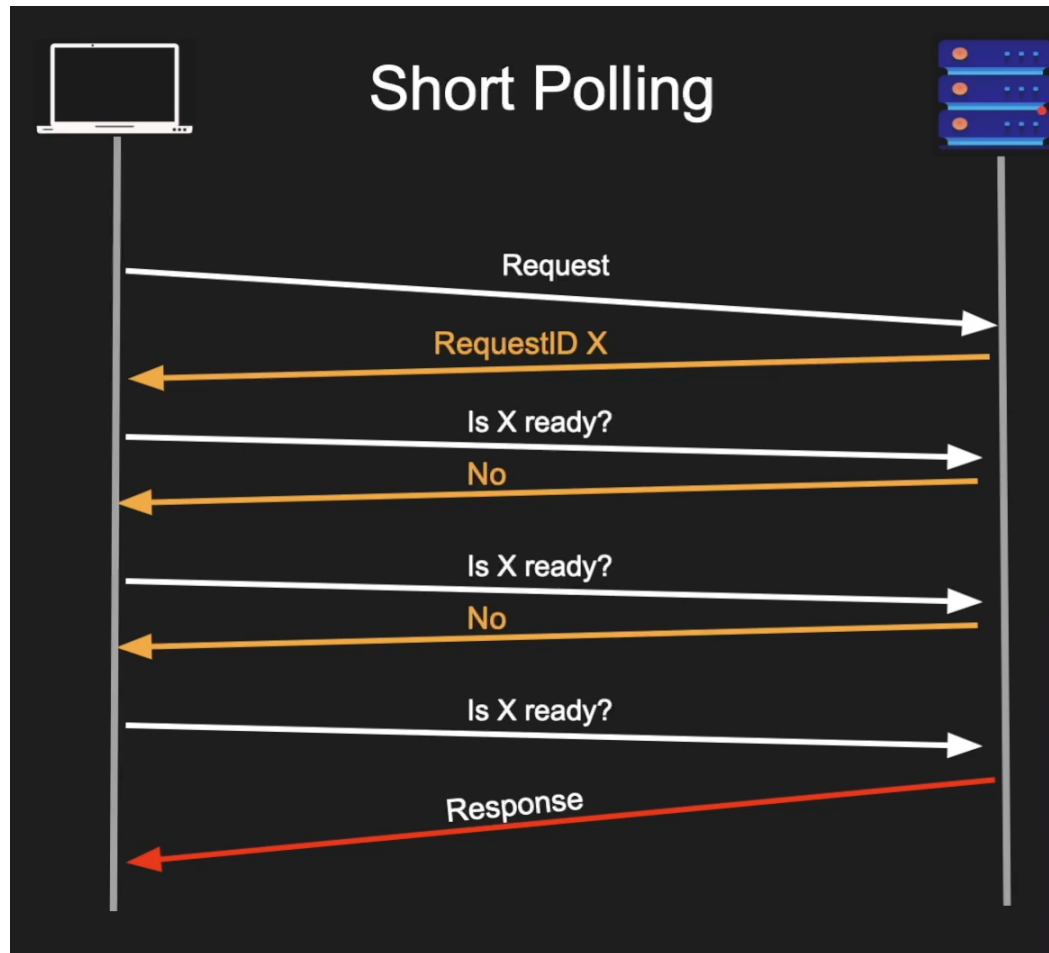 Short Polling
Request
RequestID X
Is X ready?
No
Is X ready?
No
Is X ready?
Response